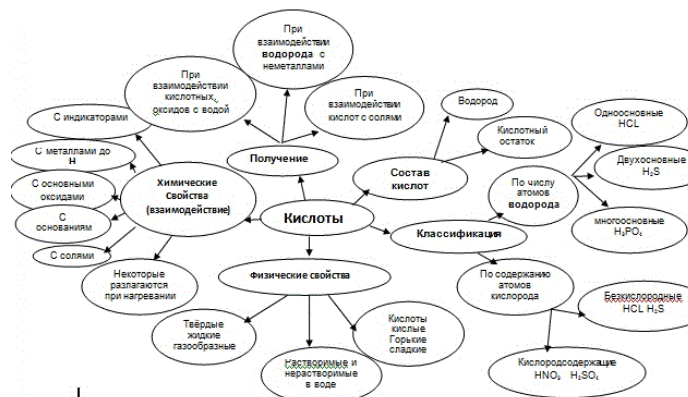 При
взаимодействии
водорода с
неметаллами
При
взаимодействии
кислотных
оксидов с водой
При
взаимодействии
кислот с солями
Водород
Кислотный
остаток
Одноосновные
HCL
Двухосновные
H₂S
многоосновные
H₃PO₄
С индикаторами
С металлами до
Н
С основными
оксидами
С
основаниям
С солями
Некоторые
разлагаются
при нагревании
Химические
Свойства
(взаимодействие)
Получение
Состав
кислот
По числу
атомов
водорода
Кислоты
Классификация
Физические свойства
По содержанию
атомов
кислорода
Безкислородные
HCL H₂S
Кислородсодержащие
HNO₃ H₂SO₄
Твёрдые
жидкие
газообразные
Растворимые и
нерастворимые
в воде
Кислоты
кислые
Горькие
сладкие